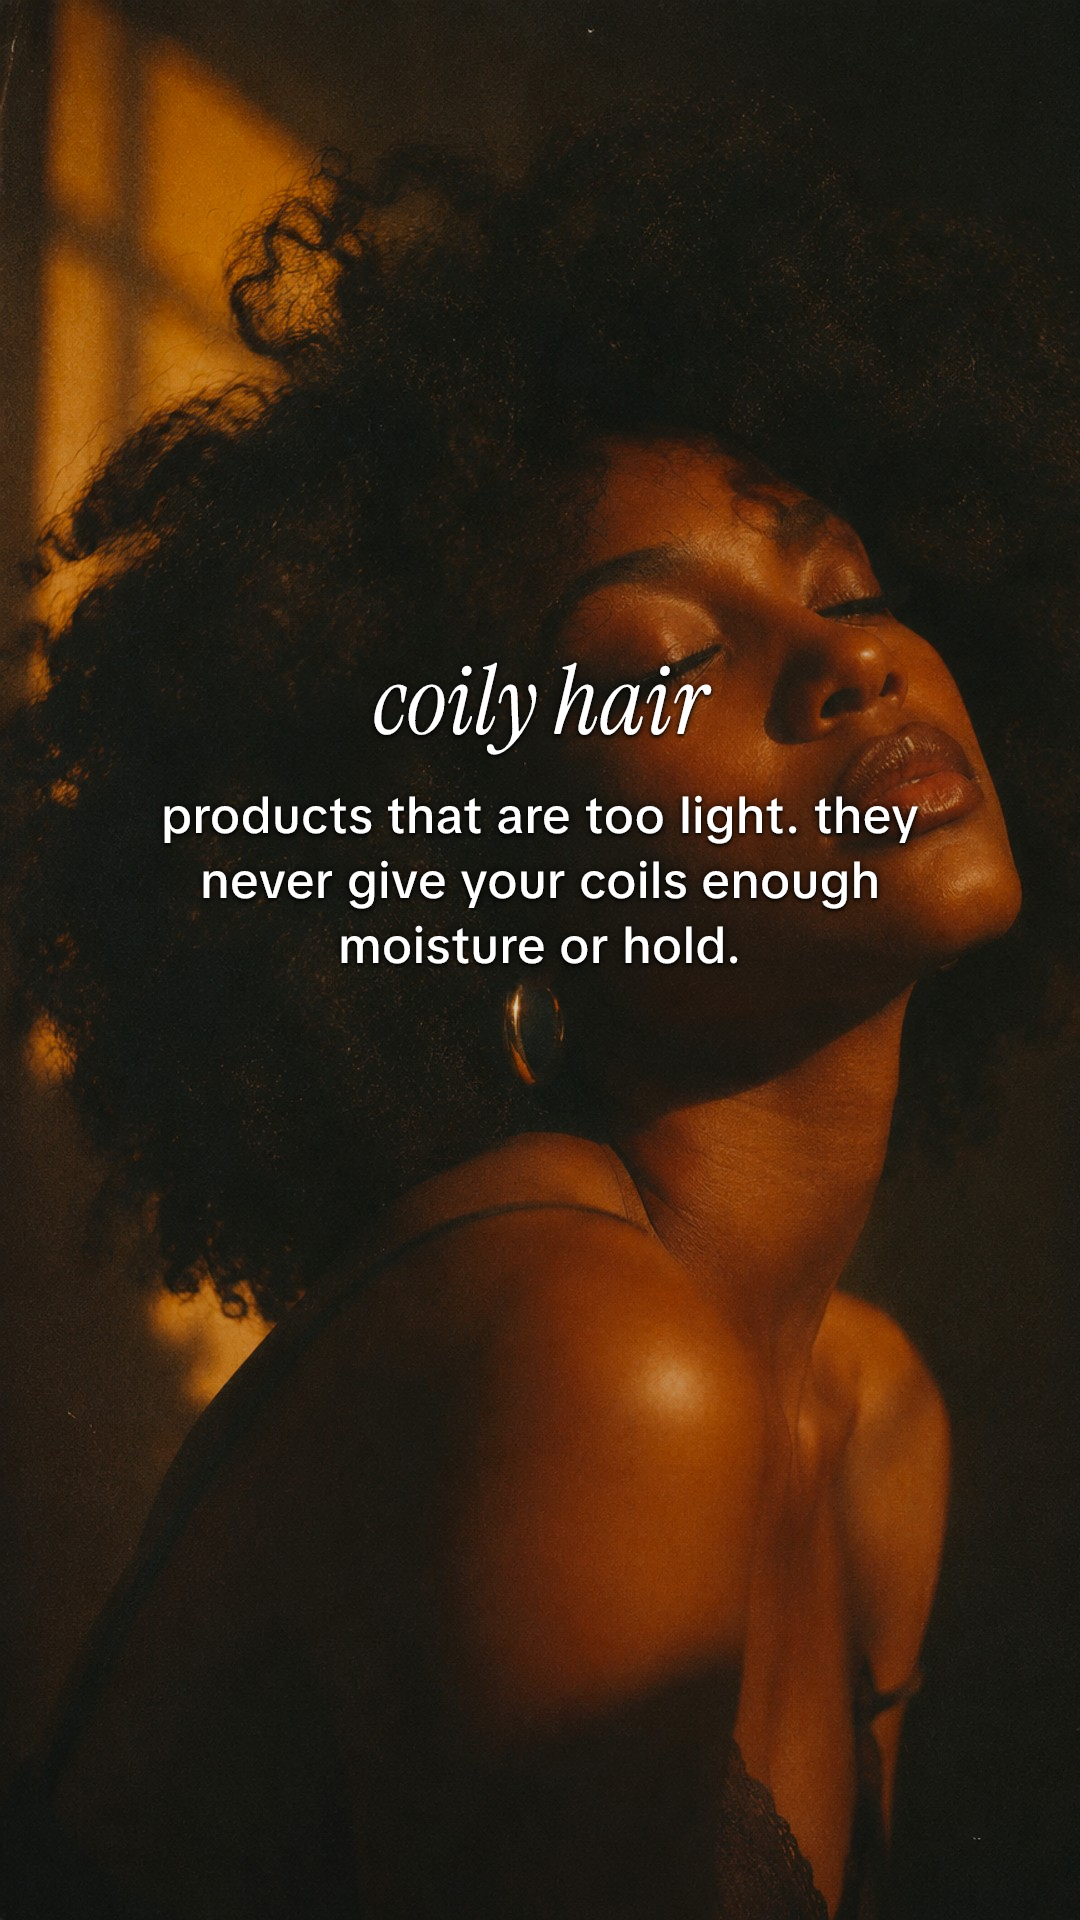 coily hair
products that are too light. they
never give your coils enough
moisture or hold.